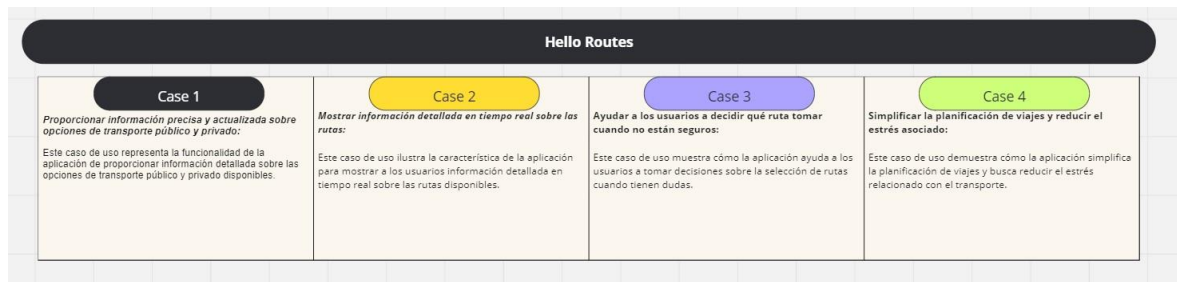 Hello Routes
Case 1
Proporcionar información precisa y actualizada sobre
opciones de transporte público y privado:
Este caso de uso representa la funcionalidad de la
aplicación de proporcionar información detallada sobre las
opciones de transporte público y privado disponibles.
Case 2
Mostrar información detallada en tiempo real sobre las
rutas:
Este caso de uso ilustra la característica de la aplicación
para mostrar a los usuarios información detallada en
tiempo real sobre las rutas disponibles.
Case 3
Ayudar a los usuarios a decidir qué ruta tomar
cuando no están seguros:
Este caso de uso muestra cómo la aplicación ayuda a los
usuarios a tomar decisiones sobre la selección de rutas
cuando tienen dudas.
Case 4
Simplificar la planificación de viajes y reducir el
estrés asociado:
Este caso de uso demuestra cómo la aplicación simplifica
la planificación de viajes y busca reducir el estrés
relacionado con el transporte.